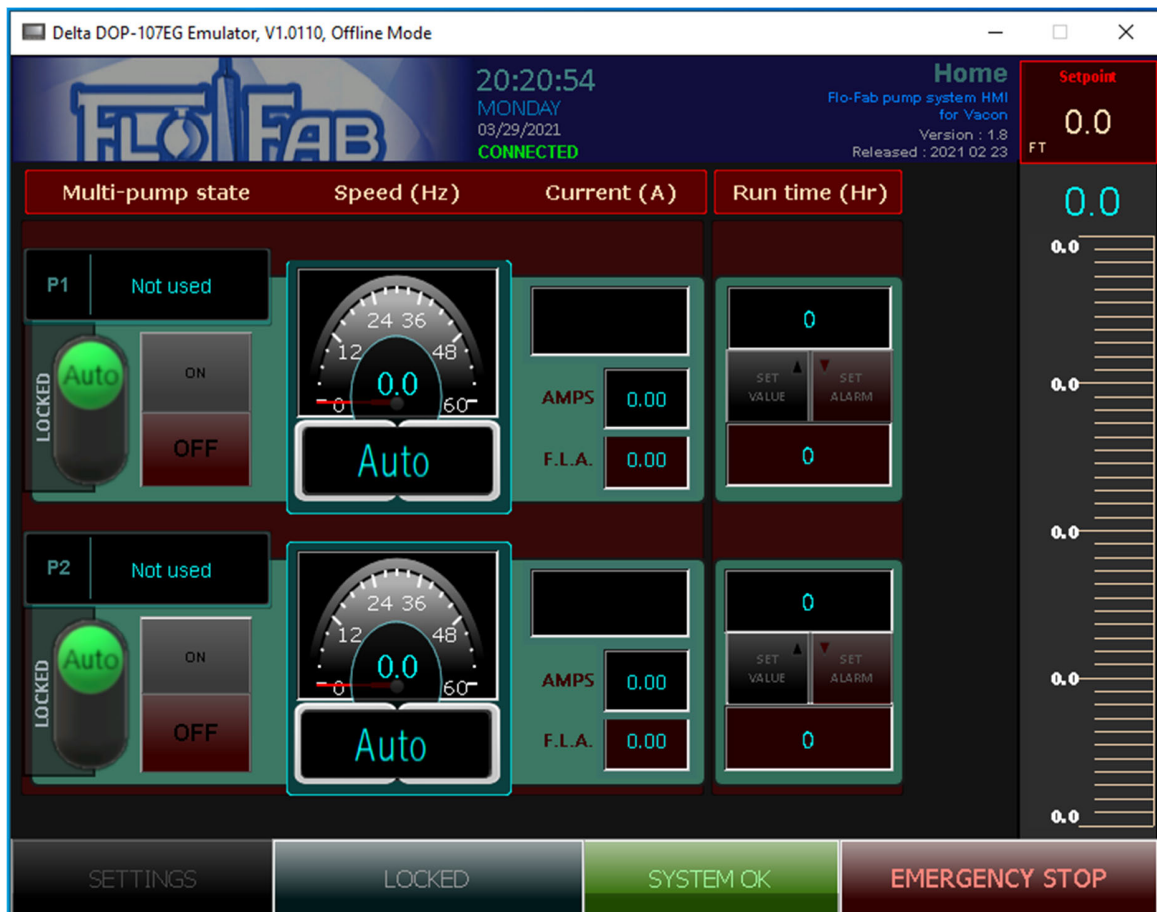 Delta DOP-107EG Emulator, V1.0110, Offline Mode
FLO FAB
20:20:54
MONDAY
03/29/2021
CONNECTED
Home
Flo-Fab pump system HMI
for Vacon
Version : 1.8
Released : 2021 02 23
Setpoint
0.0
FT
Multi-pump state Speed (Hz) Current (A) Run time (Hr)
0.0
0.0
0.0
0.0
0.0
0.0
P1 Not used
LOCKED
Auto
ON
OFF
0 12 24 36 48 60
0.0
Auto
AMPS 0.00
F.L.A. 0.00
0
SET VALUE
SET ALARM
0
P2 Not used
LOCKED
Auto
ON
OFF
0 12 24 36 48 60
0.0
Auto
AMPS 0.00
F.L.A. 0.00
0
SET VALUE
SET ALARM
0
SETTINGS LOCKED SYSTEM OK EMERGENCY STOP